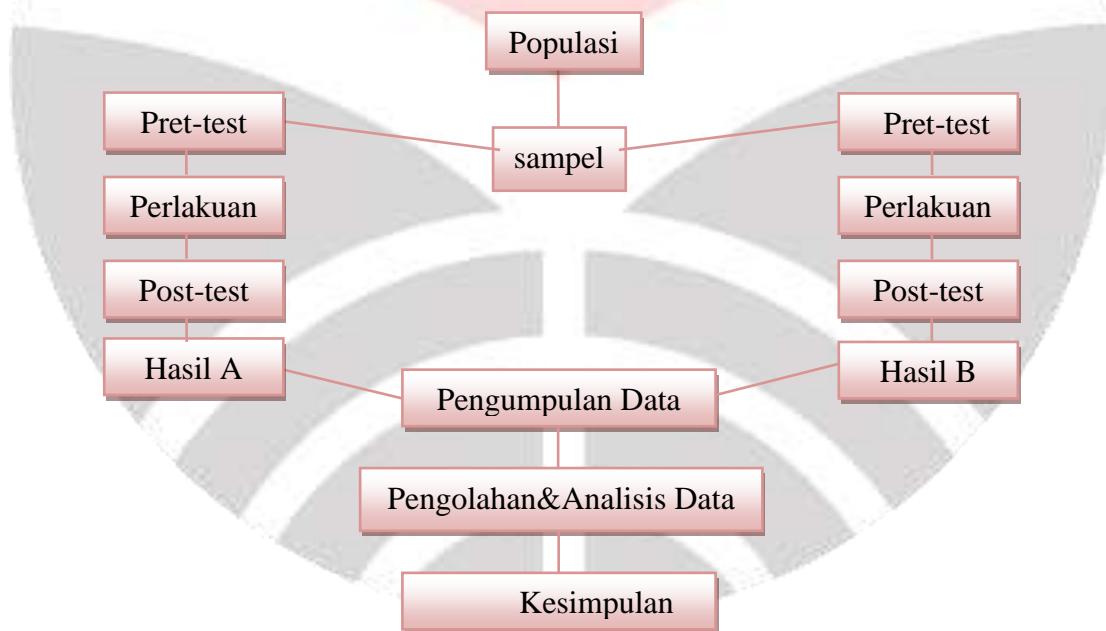 Populasi
Pret-test
sampel
Pret-test
Perlakuan
Perlakuan
Post-test
Post-test
Hasil A
Hasil B
Pengumpulan Data
Pengolahan&Analisis Data
Kesimpulan